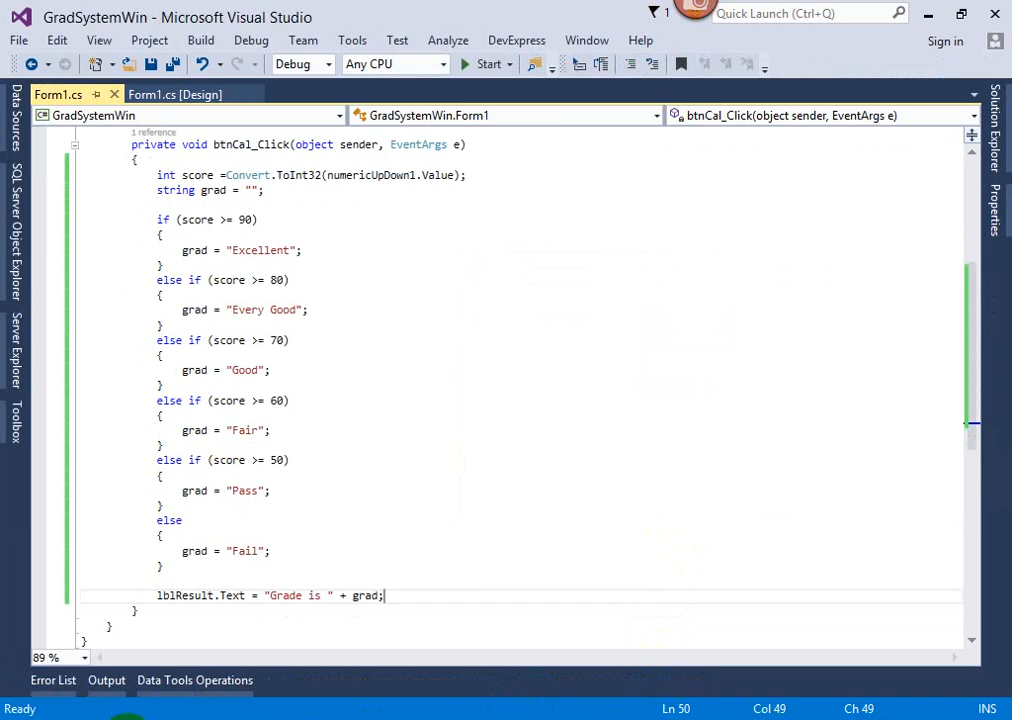 GradSystemWin - Microsoft Visual Studio
1
Quick Launch (Ctrl+Q)
File Edit View Project Build Debug Team Tools Test Analyze DevExpress Window Help
Sign in
Debug Any CPU Start
Form1.cs Form1.cs [Design]
GradSystemWin GradSystemWin.Form1 btnCal_Click(object sender, EventArgs e)
Data Sources
SQL Server Object Explorer
Server Explorer
Toolbox
Solution Explorer
Properties
1 reference
private void btnCal_Click(object sender, EventArgs e)
{
int score =Convert.ToInt32(numericUpDown1.Value);
string grad = "";
if (score >= 90)
{
grad = "Excellent";
}
else if (score >= 80)
{
grad = "Every Good";
}
else if (score >= 70)
{
grad = "Good";
}
else if (score >= 60)
{
grad = "Fair";
}
else if (score >= 50)
{
grad = "Pass";
}
else
{
grad = "Fail";
}
lblResult.Text = "Grade is " + grad;
}
}
}
89 %
Error List Output Data Tools Operations
Ready Ln 50 Col 49 Ch 49 INS